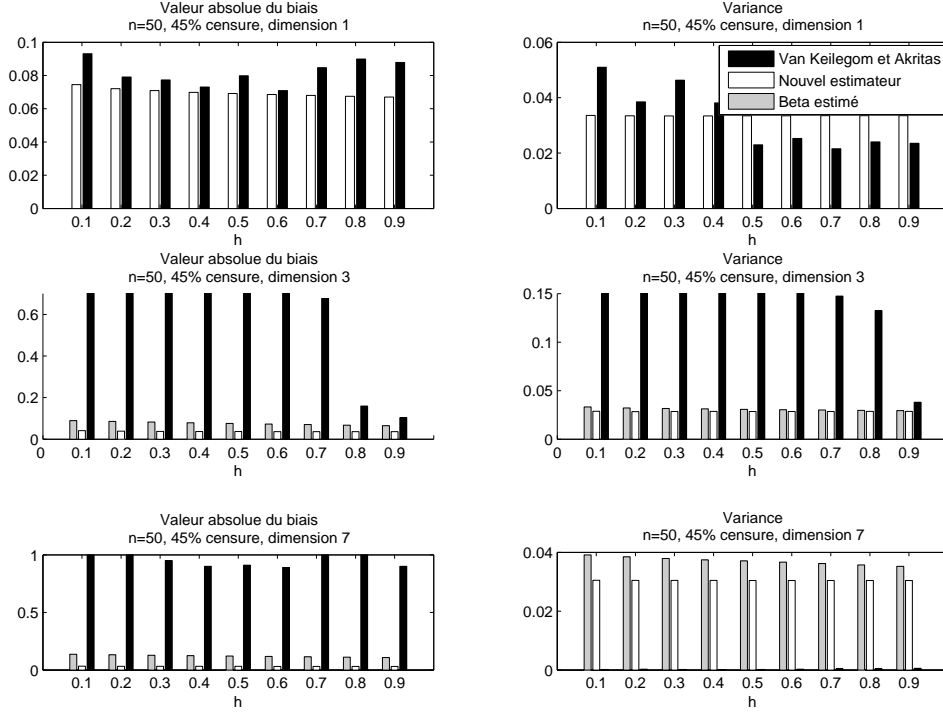 Valeur absolue du biais
n=50, 45% censure, dimension 1
0.1
0.08
0.06
0.04
0.02
0
0.1 0.2 0.3 0.4 0.5 0.6 0.7 0.8 0.9
h
Variance
n=50, 45% censure, dimension 1
0.06
0.04
0.02
0
Van Keilegom et Akritas
Nouvel estimateur
Beta estimé
0.1 0.2 0.3 0.4 0.5 0.6 0.7 0.8 0.9
h
Valeur absolue du biais
n=50, 45% censure, dimension 3
0.6
0.4
0.2
0
0
0.1 0.2 0.3 0.4 0.5 0.6 0.7 0.8 0.9
h
Variance
n=50, 45% censure, dimension 3
0.15
0.1
0.05
0
0 0.1 0.2 0.3 0.4 0.5 0.6 0.7 0.8 0.9
h
Valeur absolue du biais
n=50, 45% censure, dimension 7
1
0.5
0
0.1 0.2 0.3 0.4 0.5 0.6 0.7 0.8 0.9
h
Variance
n=50, 45% censure, dimension 7
0.04
0.02
0
0.1 0.2 0.3 0.4 0.5 0.6 0.7 0.8 0.9
h